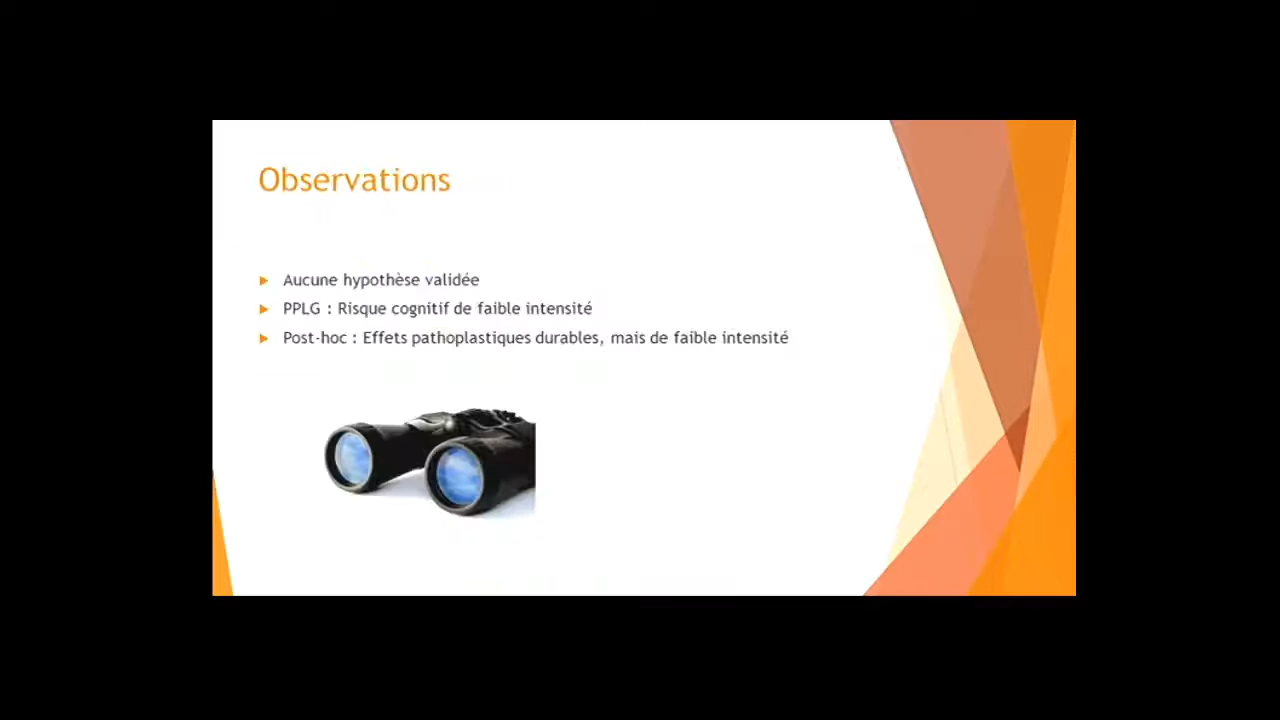 Observations
Aucune hypothèse validée
PPLG : Risque cognitif de faible intensité
Post-hoc : Effets pathoplastiques durables, mais de faible intensité